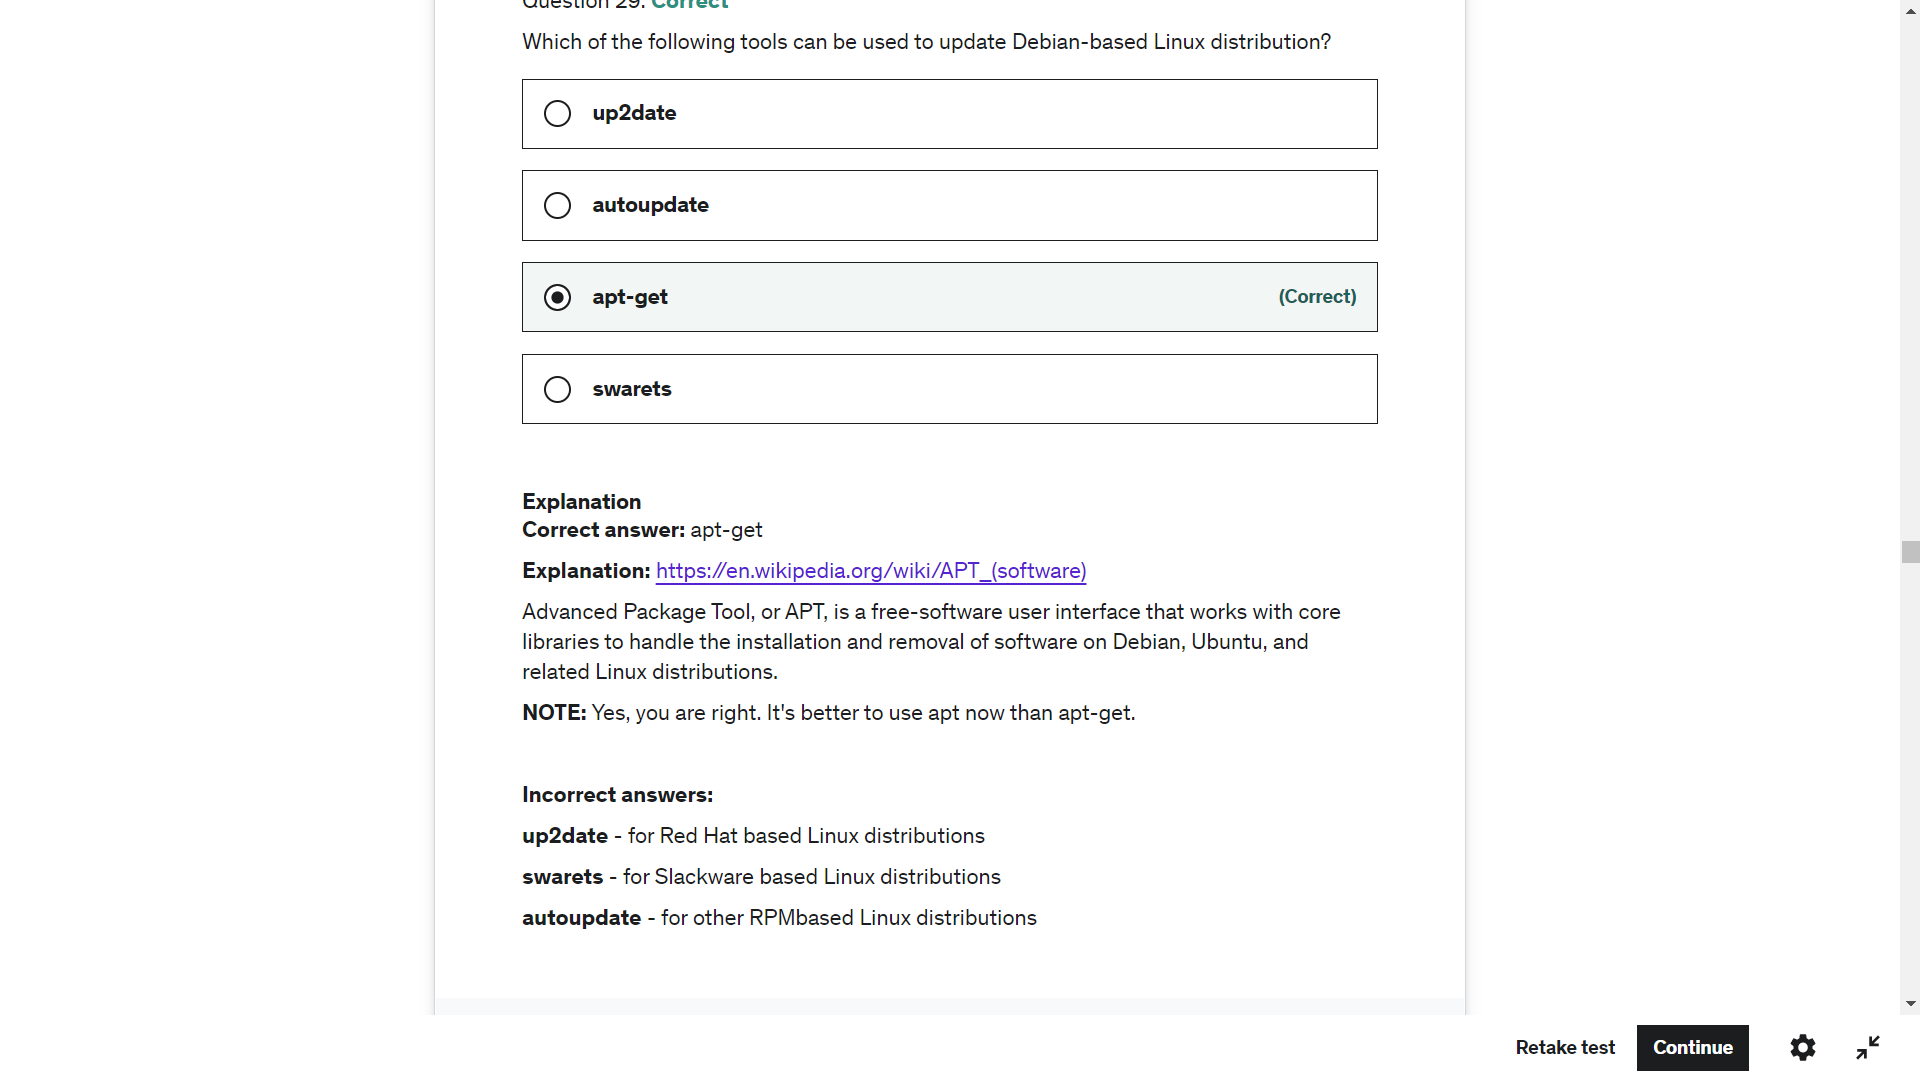 Question 29: Correct
Which of the following tools can be used to update Debian-based Linux distribution?
up2date
autoupdate
apt-get (Correct)
swarets
Explanation
Correct answer: apt-get
Explanation: https://en.wikipedia.org/wiki/APT_(software)
Advanced Package Tool, or APT, is a free-software user interface that works with core
libraries to handle the installation and removal of software on Debian, Ubuntu, and
related Linux distributions.
NOTE: Yes, you are right. It's better to use apt now than apt-get.
Incorrect answers:
up2date - for Red Hat based Linux distributions
swarets - for Slackware based Linux distributions
autoupdate - for other RPMbased Linux distributions
Retake test
Continue